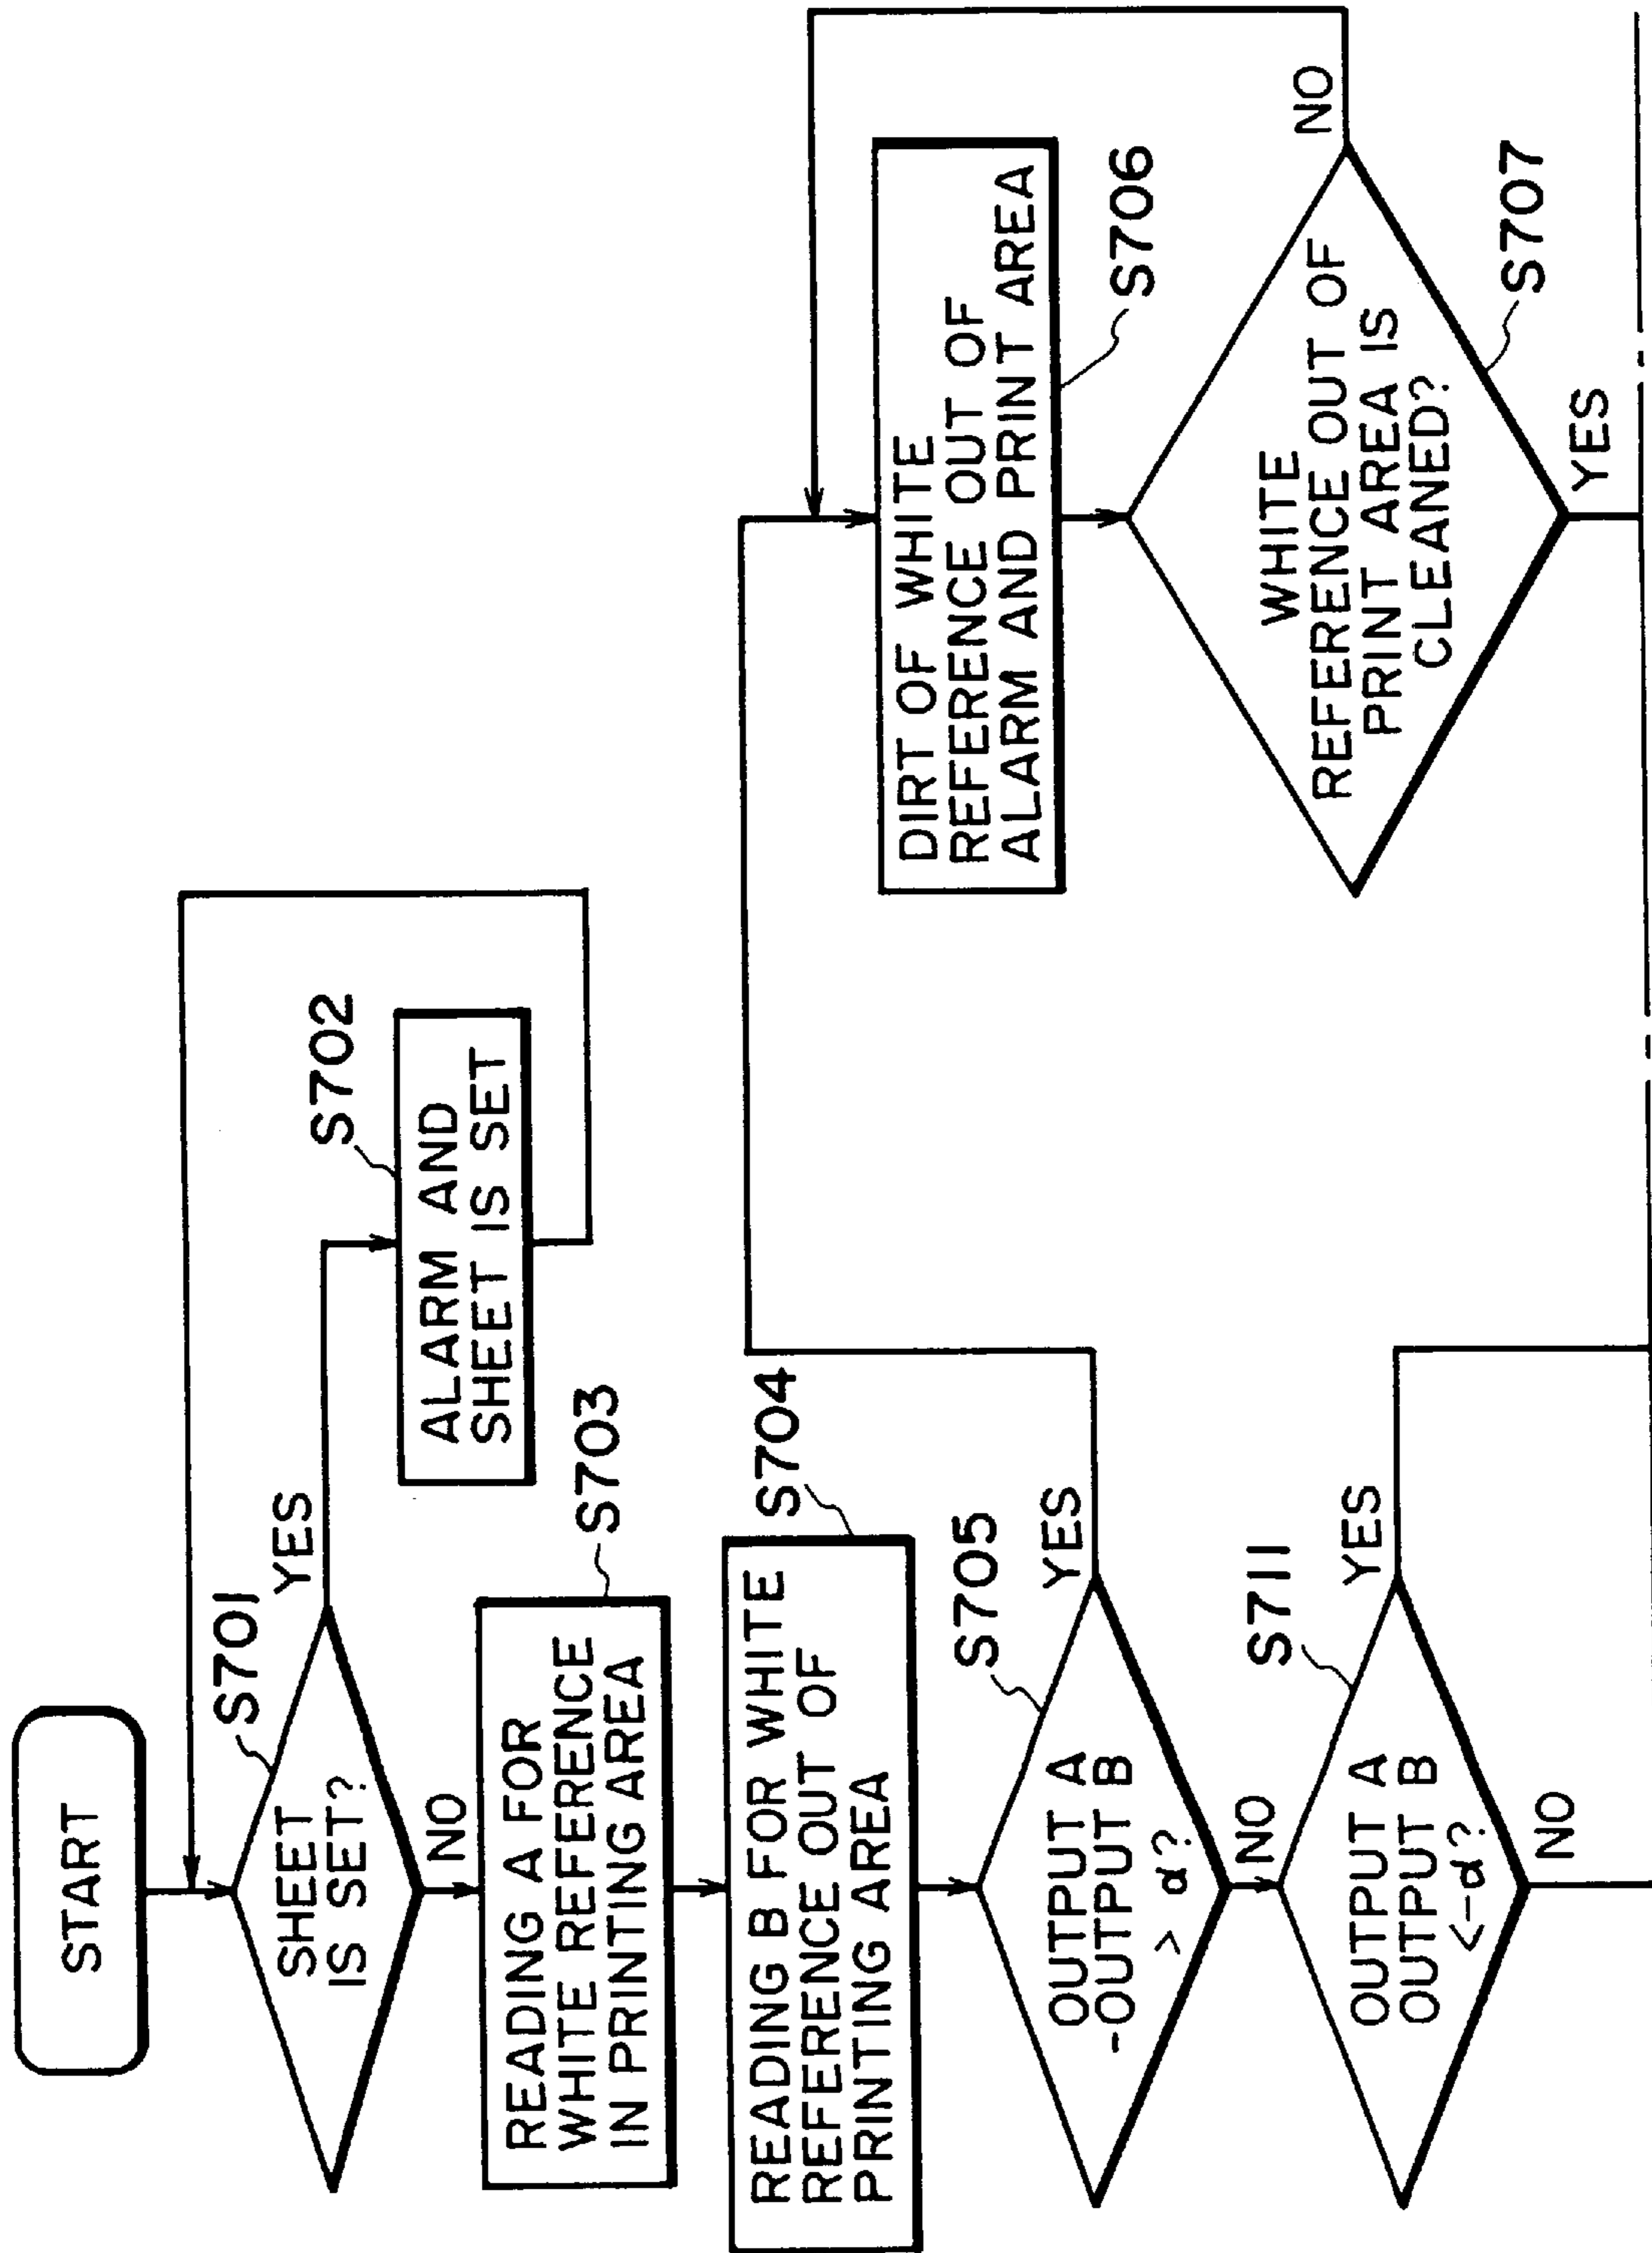 START
S701
SHEET
IS SET?
YES
NO
S702
ALARM AND
SHEET IS SET
S703
READING A FOR
WHITE REFERENCE
IN PRINTING AREA
S704
READING B FOR WHITE
REFERENCE OUT OF
PRINTING AREA
S705
OUTPUT A
-OUTPUT B
> α?
YES
NO
S711
OUTPUT A
OUTPUT B
<-α?
YES
NO
DIRT OF WHITE
REFERENCE OUT OF
ALARM AND PRINT AREA
S706
WHITE
REFERENCE OUT OF
PRINT AREA IS
CLEANED?
NO
S707
YES